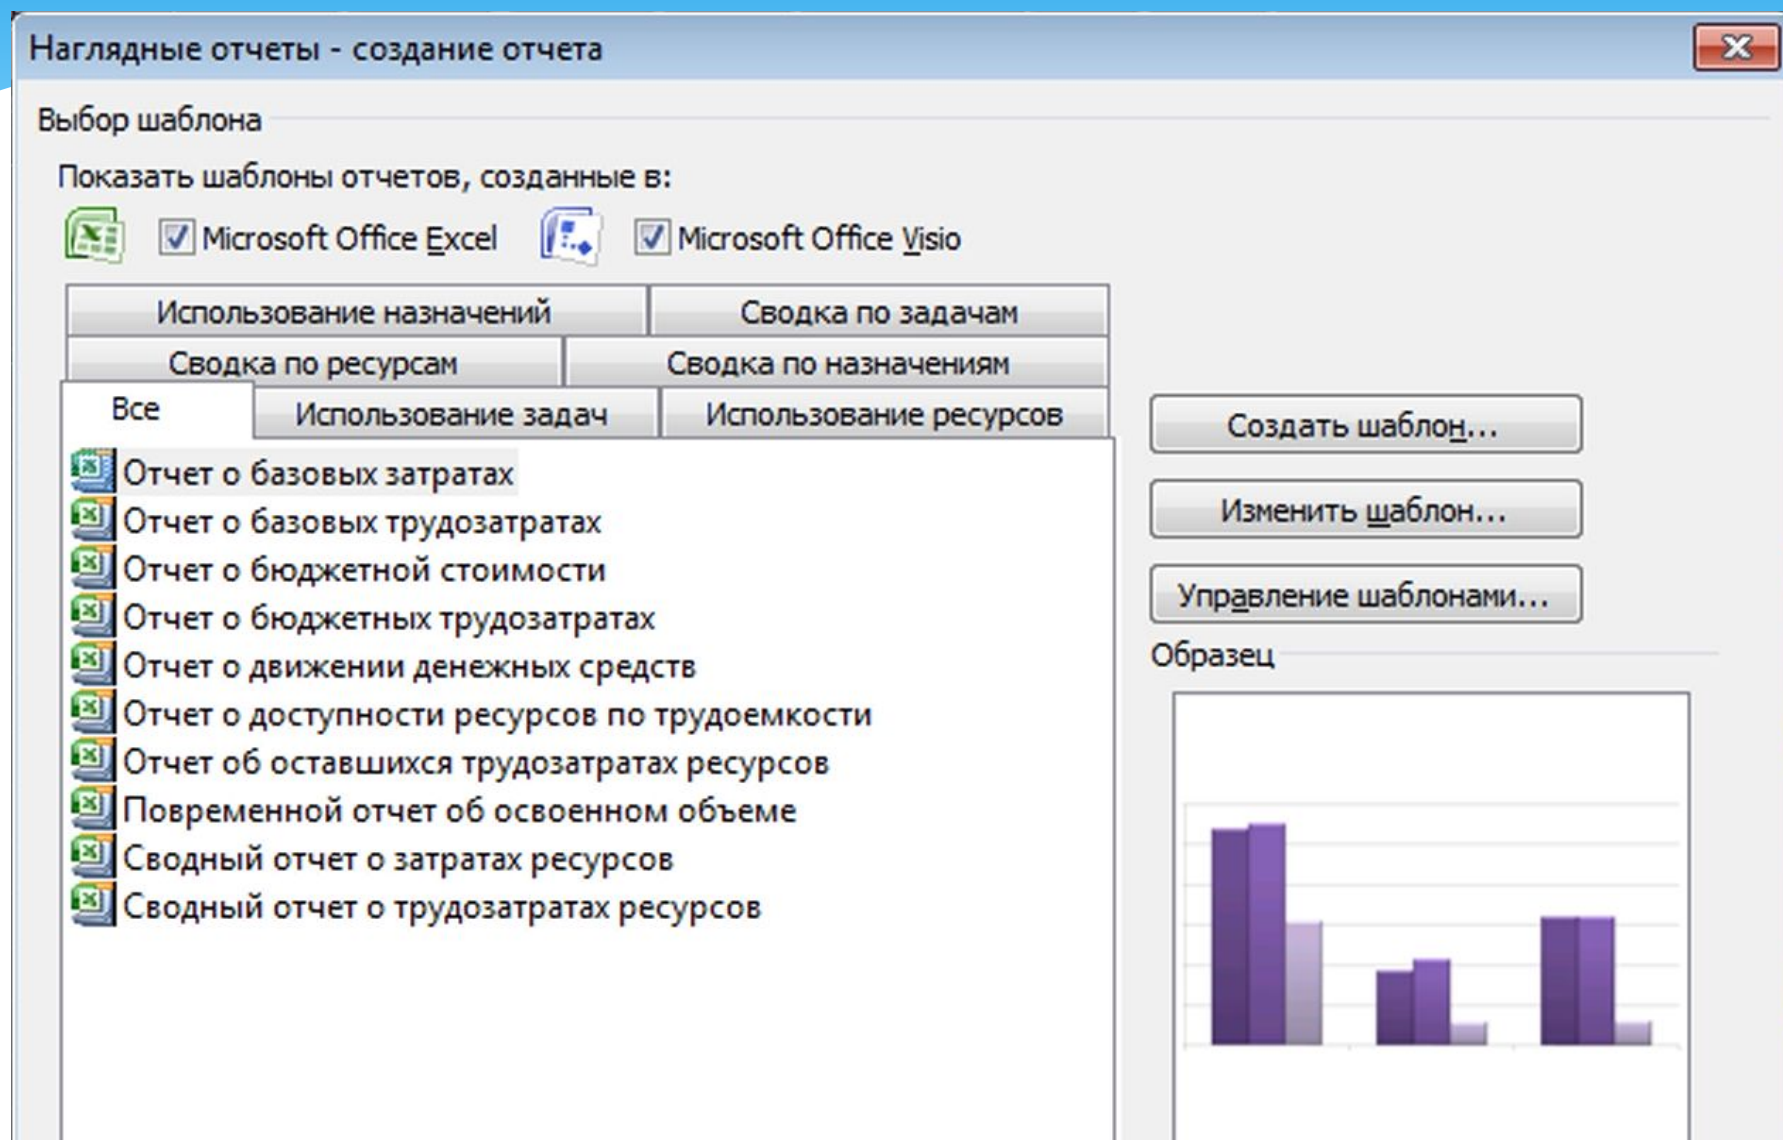 Наглядные отчеты - создание отчета
Выбор шаблона
Показать шаблоны отчетов, созданные в:
Microsoft Office Excel Microsoft Office Visio
Использование назначений Сводка по задачам
Сводка по ресурсам Сводка по назначениям
Все Использование задач Использование ресурсов
Отчет о базовых затратах
Отчет о базовых трудозатратах
Отчет о бюджетной стоимости
Отчет о бюджетных трудозатратах
Отчет о движении денежных средств
Отчет о доступности ресурсов по трудоемкости
Отчет об оставшихся трудозатратах ресурсов
Повременной отчет об освоенном объеме
Сводный отчет о затратах ресурсов
Сводный отчет о трудозатратах ресурсов
Создать шаблон...
Изменить шаблон...
Управление шаблонами...
Образец